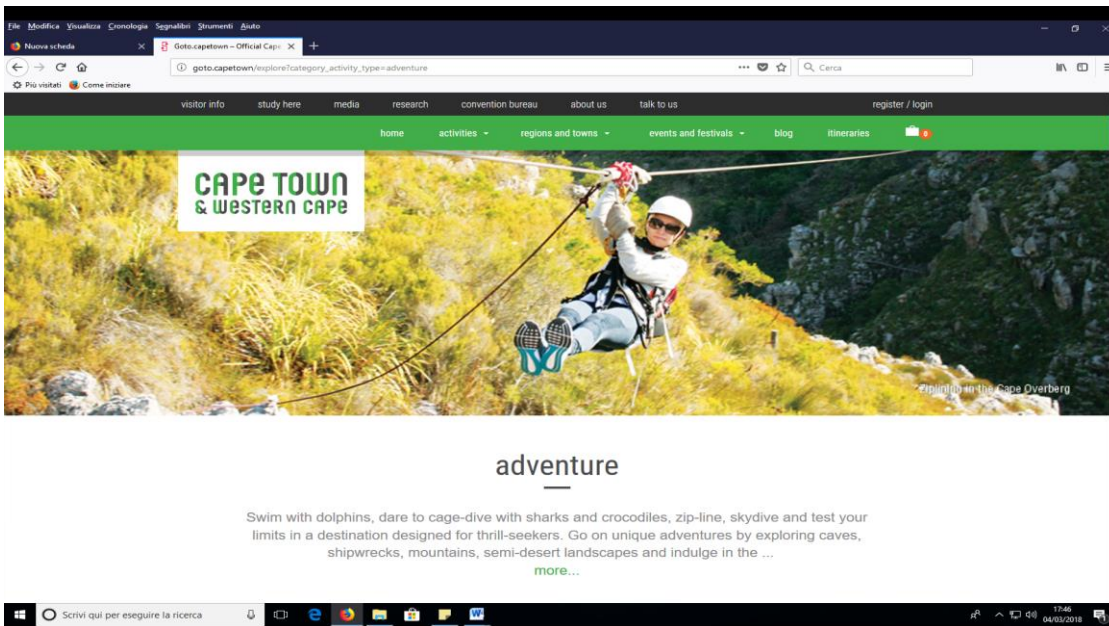 File Modifica Visualizza Cronologia Segnalibri Strumenti Aiuto
Nuova scheda
Goto.capetown – Official Cape
goto.capetown/explore?category_activity_type=adventure
Cerca
Più visitati Come iniziare
visitor info study here media research convention bureau about us talk to us register / login
home activities regions and towns events and festivals blog itineraries 0
CAPE TOWN
& WESTERN CAPE
Ziplining in the Cape Overberg
adventure
Swim with dolphins, dare to cage-dive with sharks and crocodiles, zip-line, skydive and test your
limits in a destination designed for thrill-seekers. Go on unique adventures by exploring caves,
shipwrecks, mountains, semi-desert landscapes and indulge in the ...
more...
Scrivi qui per eseguire la ricerca
17:46
04/03/2018